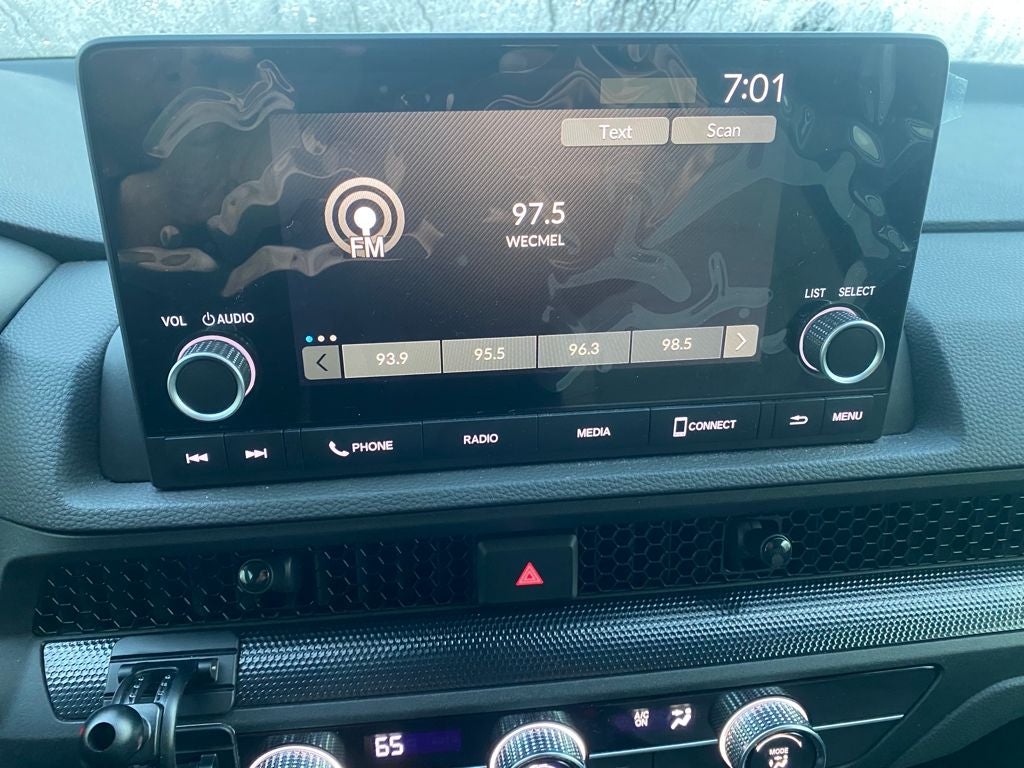 7:01
Text Scan
97.5
WECMEL
FM
VOL AUDIO
LIST SELECT
93.9 95.5 96.3 98.5
PHONE RADIO MEDIA CONNECT MENU
65
A/C ON
MODE